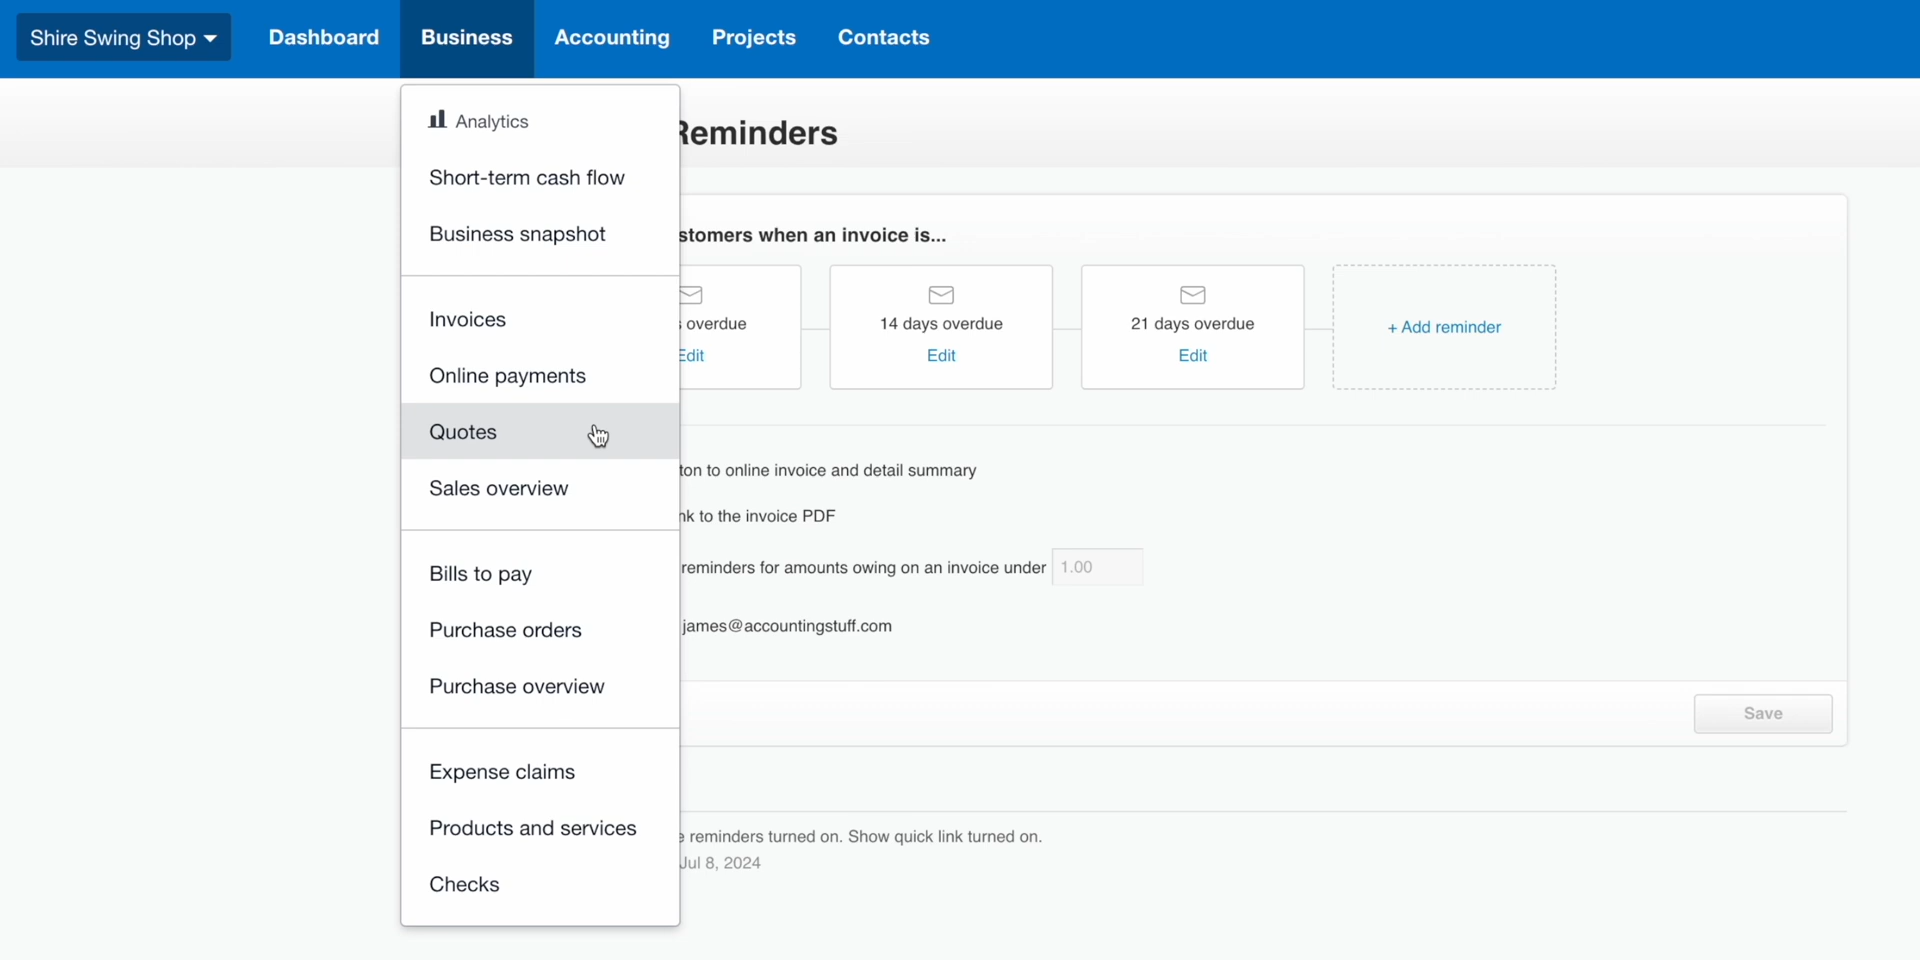 Shire Swing Shop
Dashboard
Business
Accounting
Projects
Contacts
Analytics
Short-term cash flow
Business snapshot
Invoices
Online payments
Quotes
Sales overview
Bills to pay
Purchase orders
Purchase overview
Expense claims
Products and services
Checks
Reminders
stomers when an invoice is...
s overdue
Edit
14 days overdue
Edit
21 days overdue
Edit
+ Add reminder
ton to online invoice and detail summary
nk to the invoice PDF
reminders for amounts owing on an invoice under 1.00
james@accountingstuff.com
Save
e reminders turned on. Show quick link turned on.
Jul 8, 2024